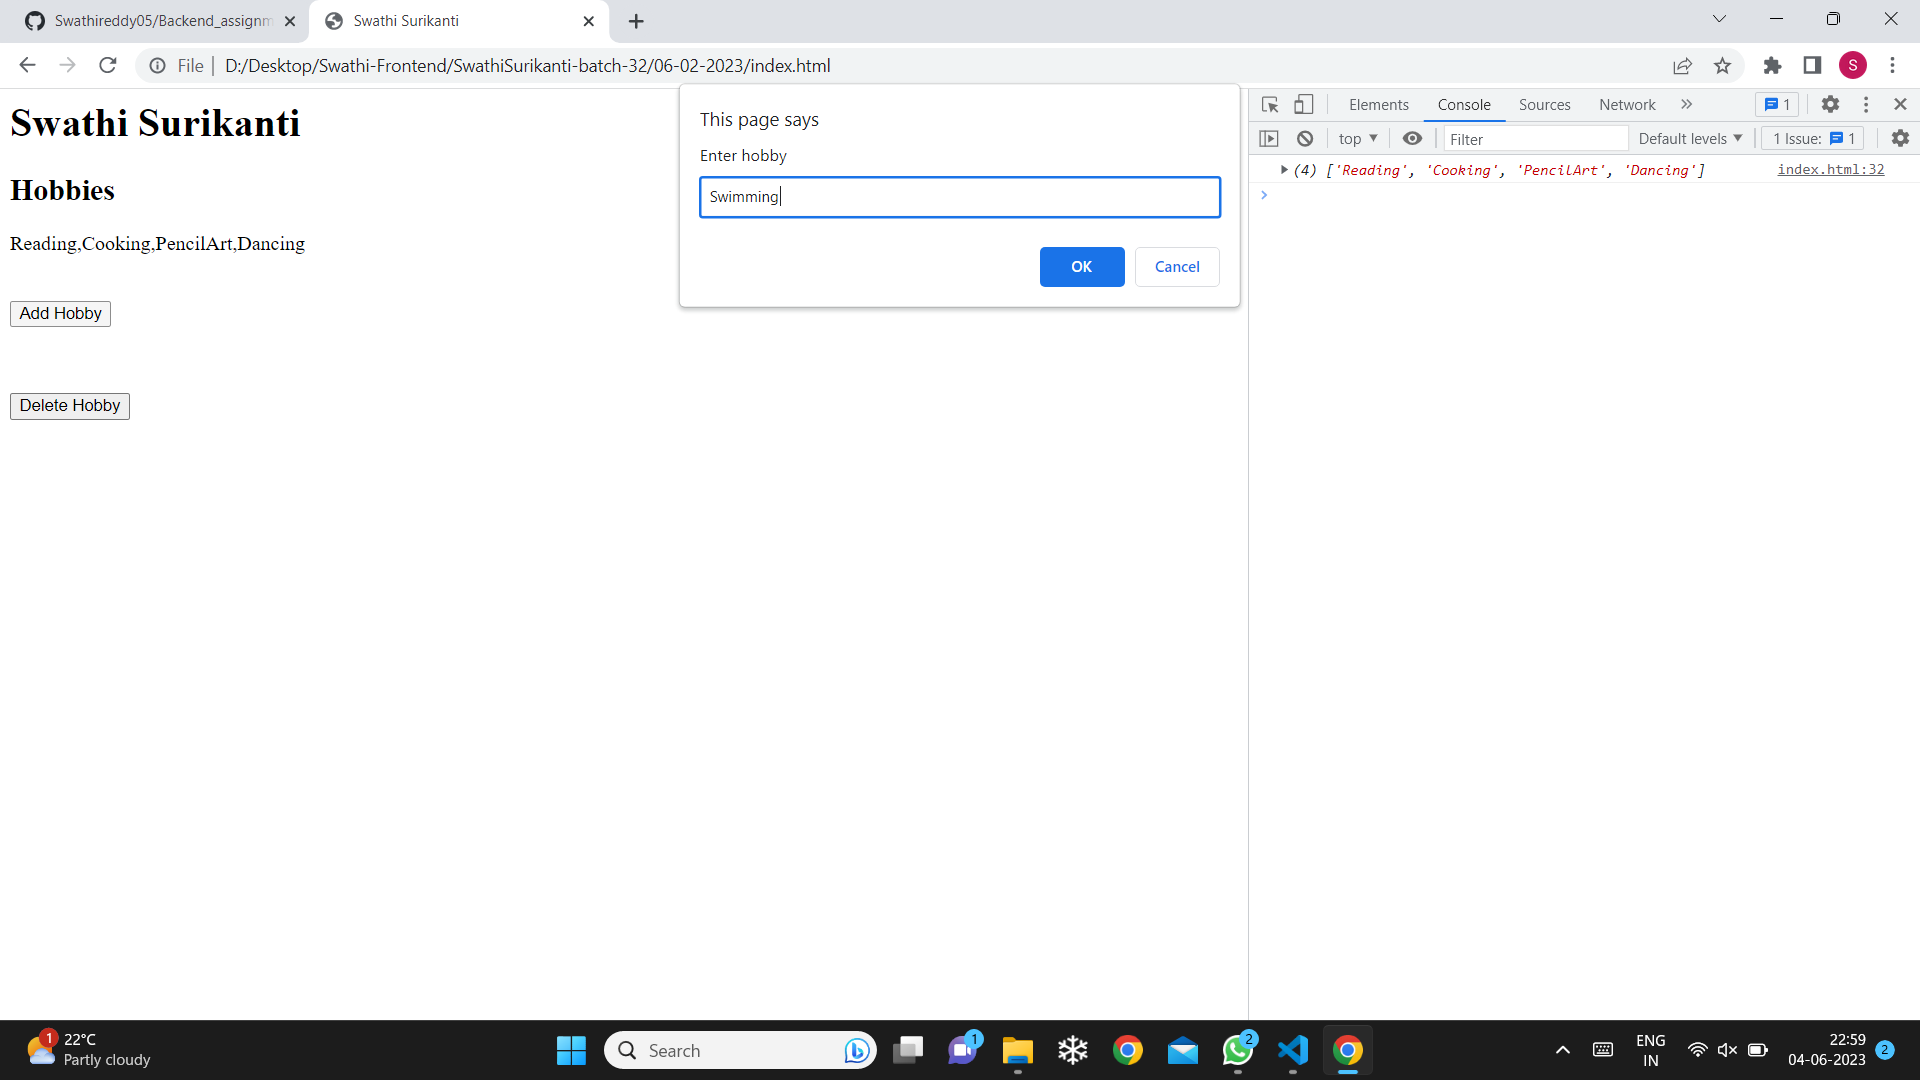 Swathireddy05/Backend_assignm
Swathi Surikanti
File
D:/Desktop/Swathi-Frontend/SwathiSurikanti-batch-32/06-02-2023/index.html
S
Swathi Surikanti
Hobbies
Reading,Cooking,PencilArt,Dancing
Add Hobby
Delete Hobby
This page says
Enter hobby
Swimming
OK
Cancel
Elements
Console
Sources
Network
1
top
Filter
Default levels
1 Issue: 1
(4) ['Reading', 'Cooking', 'PencilArt', 'Dancing']
index.html:32
1
22°C
Partly cloudy
Search
1
2
ENG
IN
22:59
04-06-2023
2